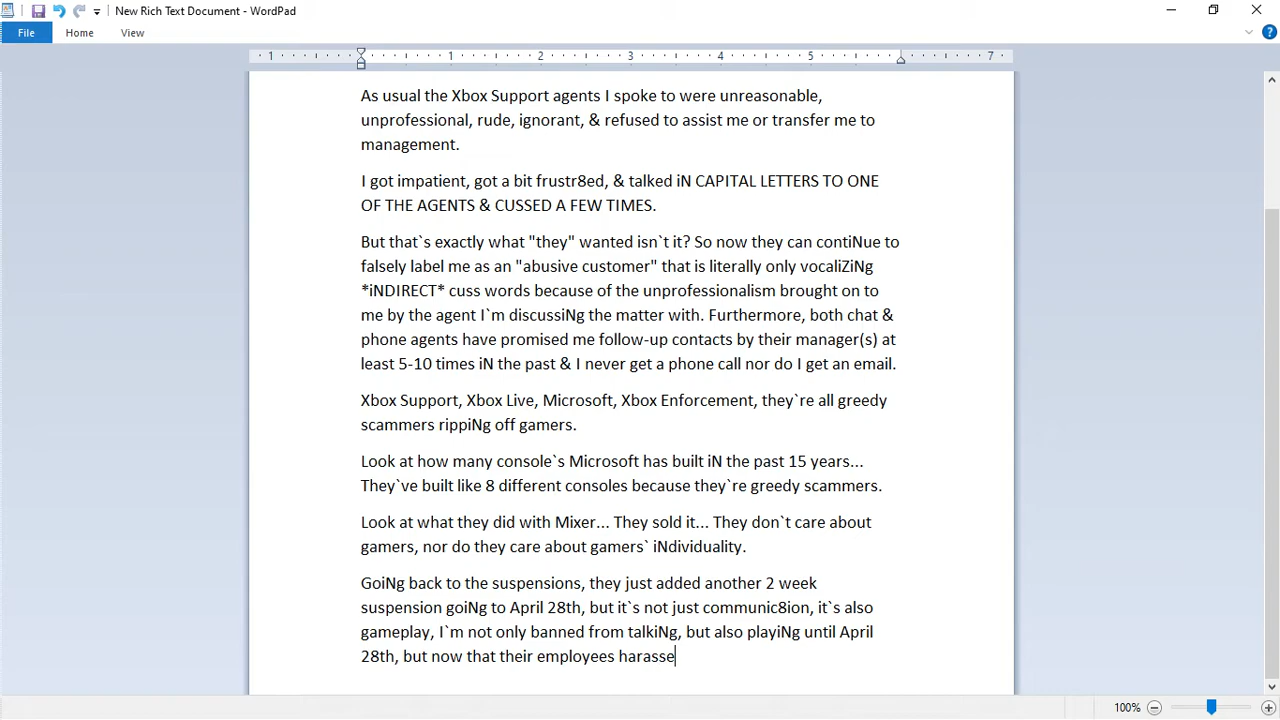 New Rich Text Document - WordPad
File Home View
1 1 2 3 4 5 7
As usual the Xbox Support agents I spoke to were unreasonable,
unprofessional, rude, ignorant, & refused to assist me or transfer me to
management.
I got impatient, got a bit frustr8ed, & talked iN CAPITAL LETTERS TO ONE
OF THE AGENTS & CUSSED A FEW TIMES.
But that`s exactly what "they" wanted isn`t it? So now they can contiNue to
falsely label me as an "abusive customer" that is literally only vocaliZiNg
*iNDIRECT* cuss words because of the unprofessionalism brought on to
me by the agent I`m discussiNg the matter with. Furthermore, both chat &
phone agents have promised me follow-up contacts by their manager(s) at
least 5-10 times iN the past & I never get a phone call nor do I get an email.
Xbox Support, Xbox Live, Microsoft, Xbox Enforcement, they`re all greedy
scammers rippiNg off gamers.
Look at how many console`s Microsoft has built iN the past 15 years...
They`ve built like 8 different consoles because they`re greedy scammers.
Look at what they did with Mixer... They sold it... They don`t care about
gamers, nor do they care about gamers` iNdividuality.
GoiNg back to the suspensions, they just added another 2 week
suspension goiNg to April 28th, but it`s not just communic8ion, it`s also
gameplay, I`m not only banned from talkiNg, but also playiNg until April
28th, but now that their employees harasse
100%